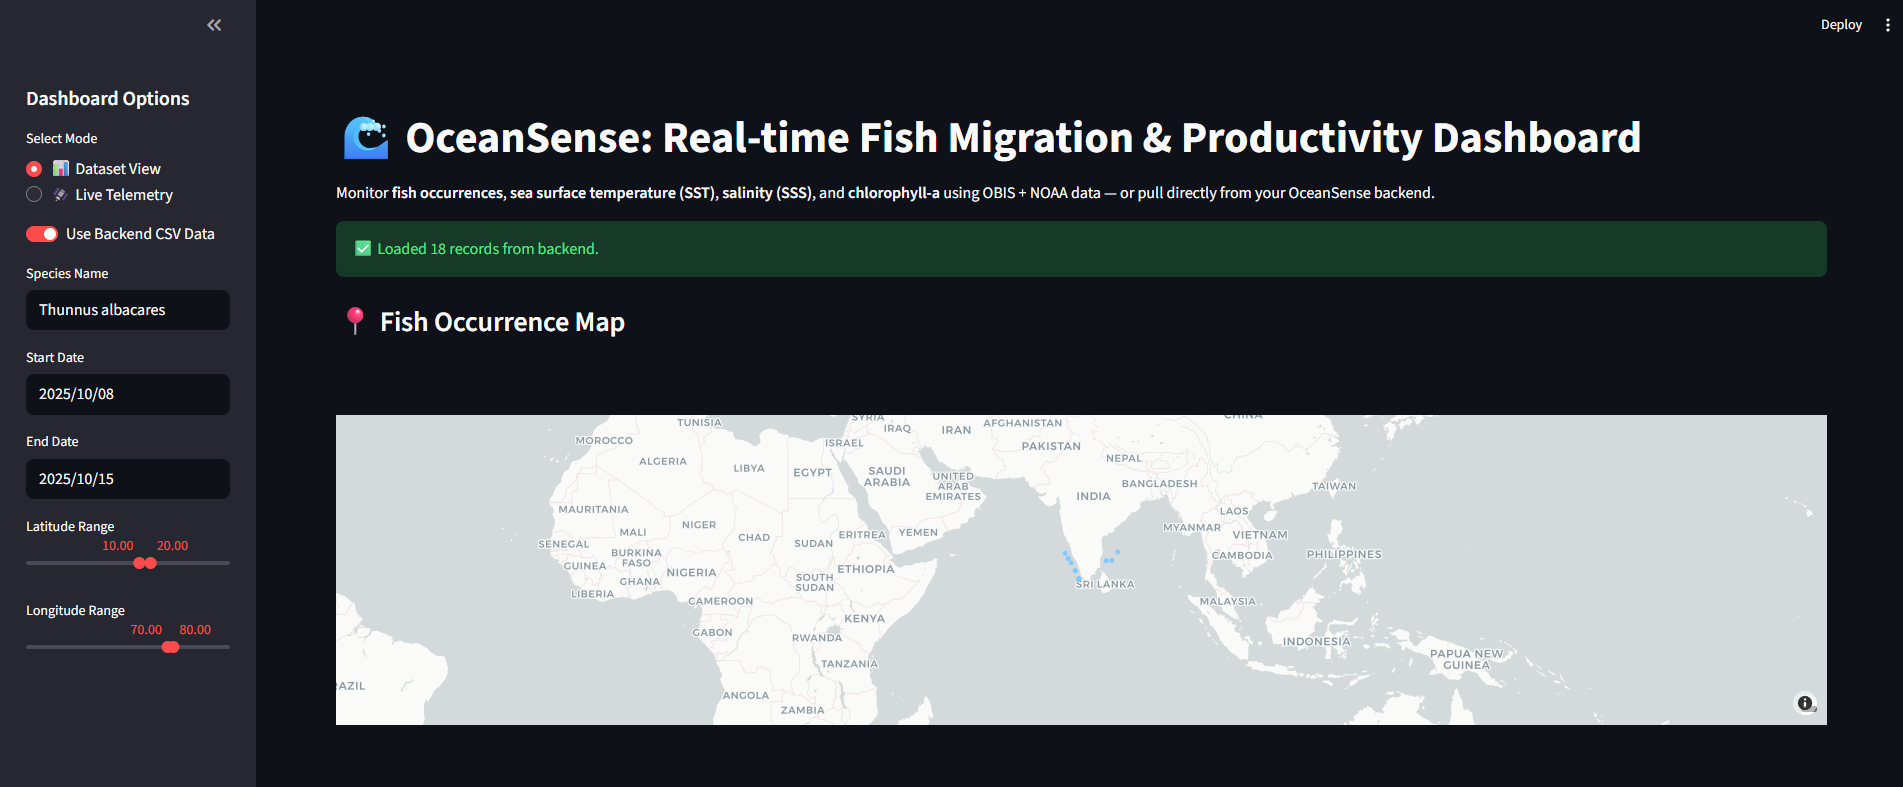 Deploy
Dashboard Options
Select Mode
Dataset View
Live Telemetry
Use Backend CSV Data
Species Name
Thunnus albacares
Start Date
2025/10/08
End Date
2025/10/15
Latitude Range
10.00 20.00
Longitude Range
70.00 80.00
OceanSense: Real-time Fish Migration & Productivity Dashboard
Monitor fish occurrences, sea surface temperature (SST), salinity (SSS), and chlorophyll-a using OBIS + NOAA data — or pull directly from your OceanSense backend.
Loaded 18 records from backend.
Fish Occurrence Map
CHINA
SYRIA
TUNISIA
IRAQ
IRAN
AFGHANISTAN
MOROCCO
ISRAEL
PAKISTAN
ALGERIA
LIBYA
EGYPT
SAUDI
ARABIA
UNITED
ARAB
EMIRATES
NEPAL
BANGLADESH
TAIWAN
INDIA
MAURITANIA
LAOS
MALI
NIGER
CHAD
SUDAN
ERITREA
YEMEN
MYANMAR
VIETNAM
SENEGAL
BURKINA
FASO
CAMBODIA
PHILIPPINES
GUINEA
NIGERIA
ETHIOPIA
GHANA
SOUTH
SUDAN
SRI LANKA
LIBERIA
CAMEROON
MALAYSIA
KENYA
GABON
RWANDA
INDONESIA
TANZANIA
PAPUA NEW
GUINEA
RAZIL
ANGOLA
ZAMBIA